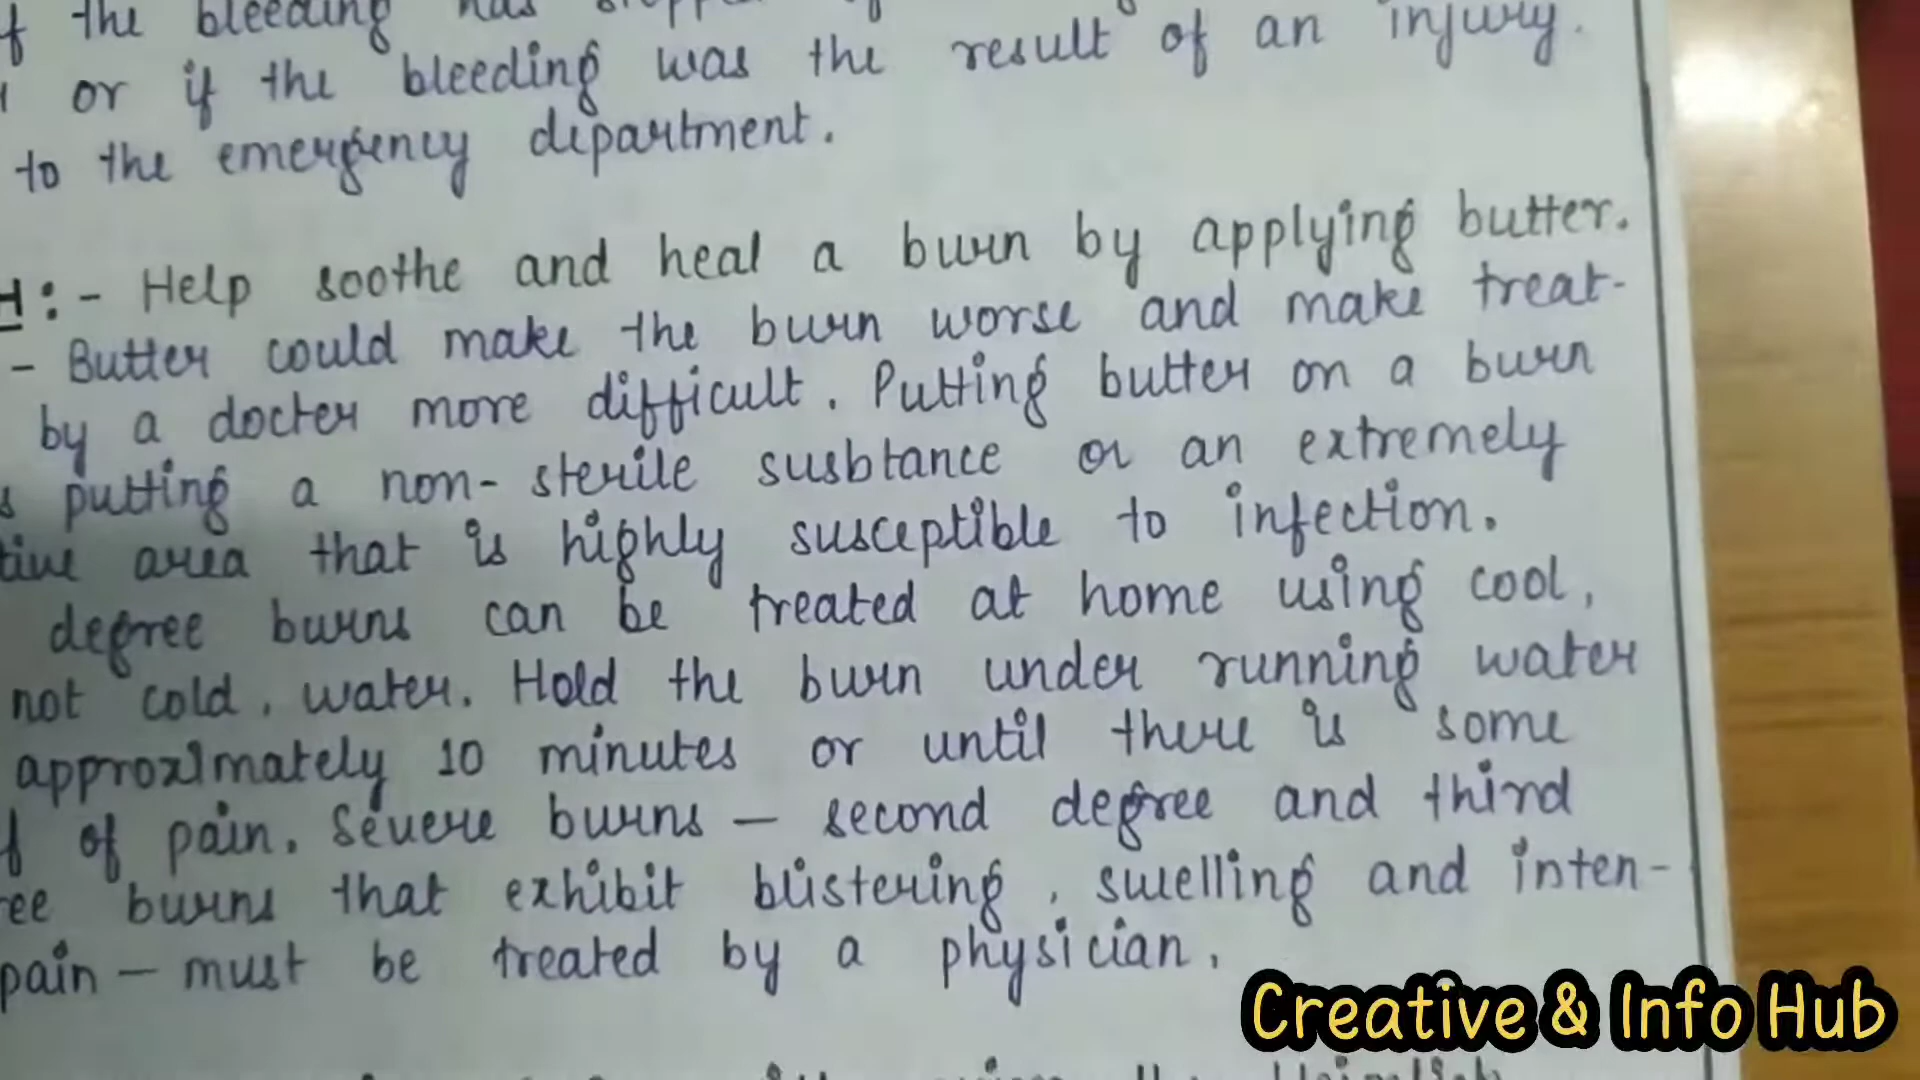 the bleeding has
or if the bleeding was the result of an injury.
to the emergency department.
H:- Help soothe and heal a burn by applying butter.
- Butter could make the burn worse and make treat-
by a docter more difficult. Putting butter on a burn
putting a non-sterile susbtance or an extremely
tive area that is highly susceptible to infection.
degree burns can be treated at home using cool,
not cold, water. Hold the burn under running water
approximately 10 minutes or until there is some
of pain. Severe burns — second degree and third
ree burns that exhibit blistering, swelling and inten-
pain — must be treated by a physician.
Creative & Info Hub